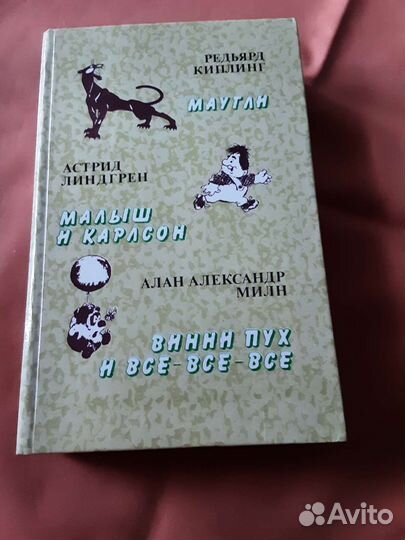 РЕДЬЯРД
КИПЛИНГ
МАУГЛИ
АСТРИД
ЛИНДГРЕН
МАЛЫШ
И КАРЛСОН
АЛАН АЛЕКСАНДР
МИЛН
ВИННИ ПУХ
И ВСЕ-ВСЕ-ВСЕ
Avito